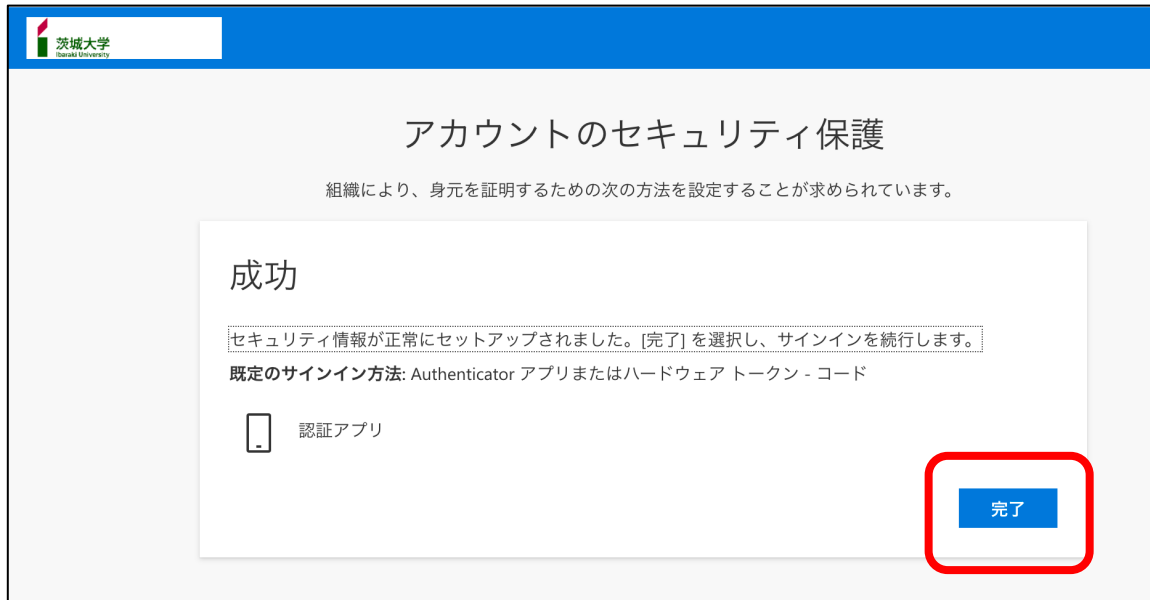 茨城大学
Ibaraki University
アカウントのセキュリティ保護
組織により、身元を証明するための次の方法を設定することが求められています。
成功
セキュリティ情報が正常にセットアップされました。[完了] を選択し、サインインを続行します。
既定のサインイン方法: Authenticator アプリまたはハードウェア トークン - コード
認証アプリ
完了